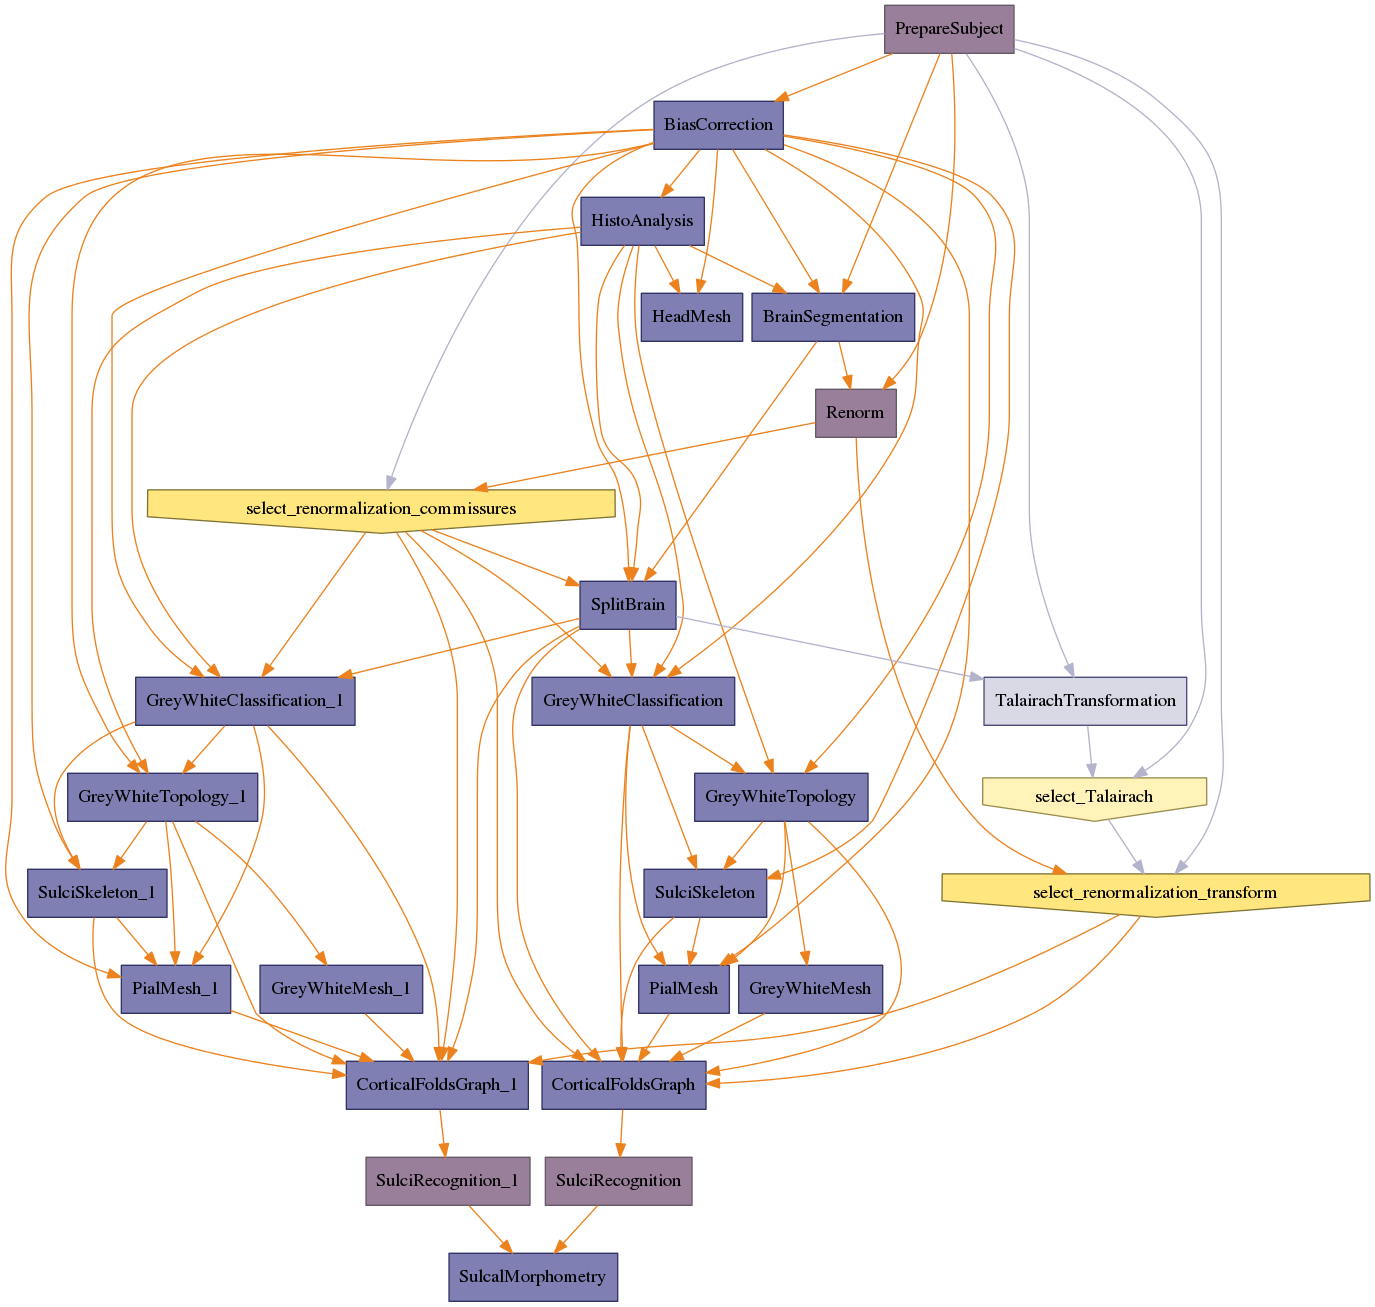 PrepareSubject
BiasCorrection
HistoAnalysis
HeadMesh
BrainSegmentation
Renorm
select_renormalization_commissures
SplitBrain
GreyWhiteClassification_1
GreyWhiteClassification
TalairachTransformation
GreyWhiteTopology_1
GreyWhiteTopology
select_Talairach
SulciSkeleton_1
SulciSkeleton
select_renormalization_transform
PialMesh_1
GreyWhiteMesh_1
PialMesh
GreyWhiteMesh
CorticalFoldsGraph_1
CorticalFoldsGraph
SulciRecognition_1
SulciRecognition
SulcalMorphometry